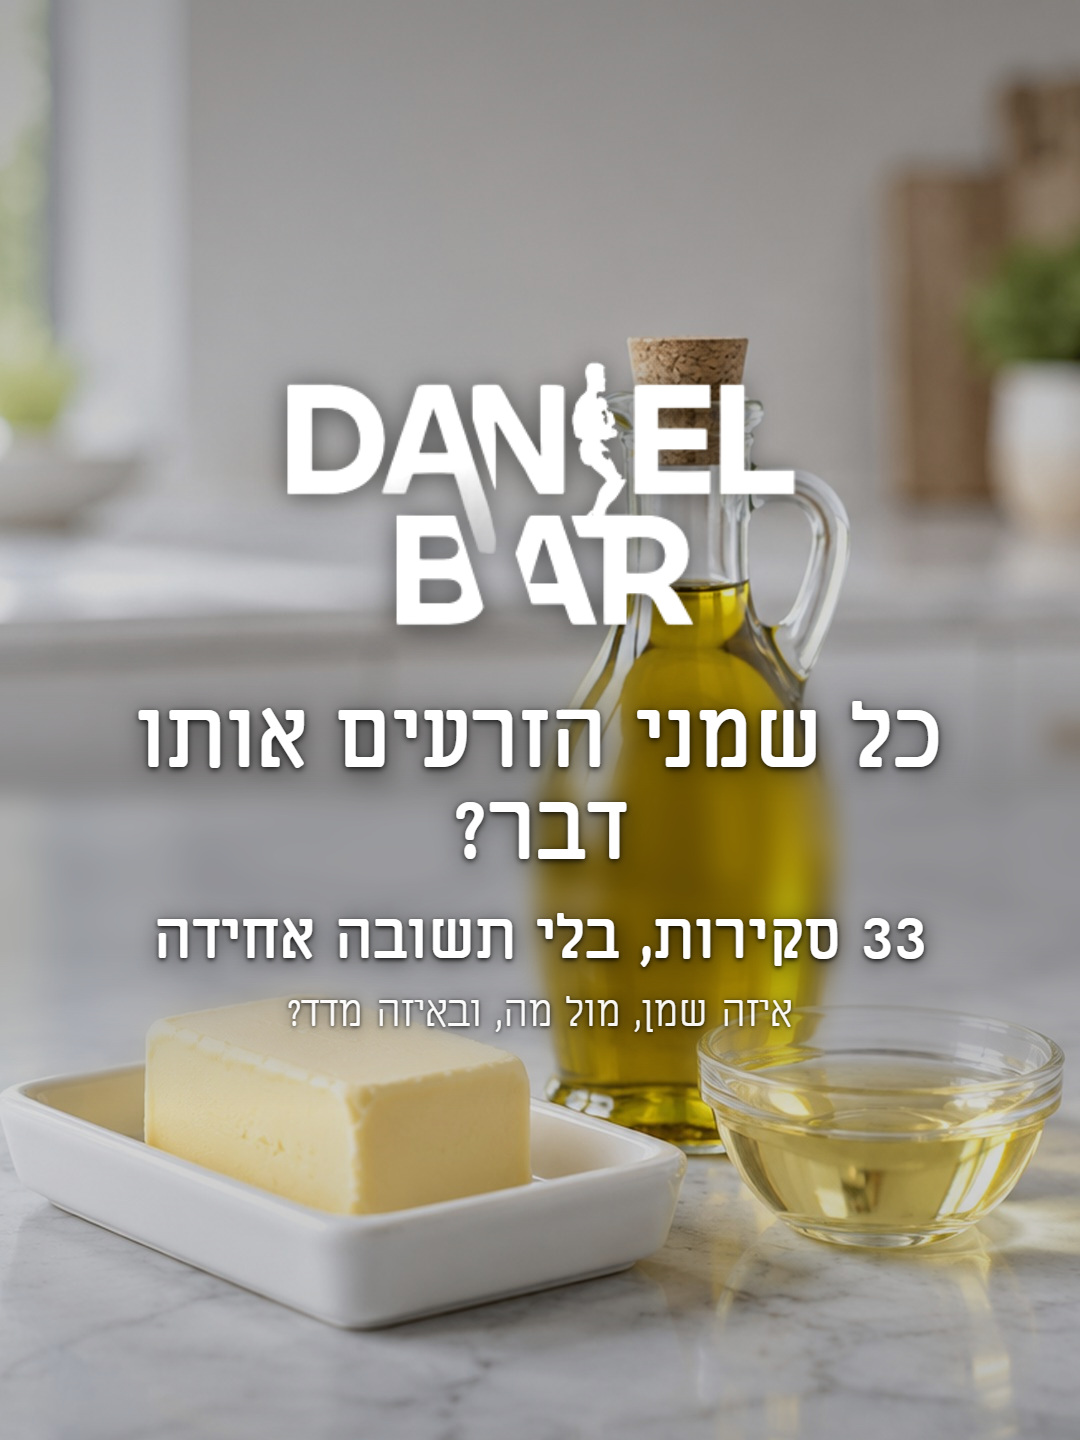 DANIEL
BAR
כל שמני הזרעים אותו
דבר?
33 סקירות, בלי תשובה אחידה
איזה שמן, מול מה, ובאיזה מדד?